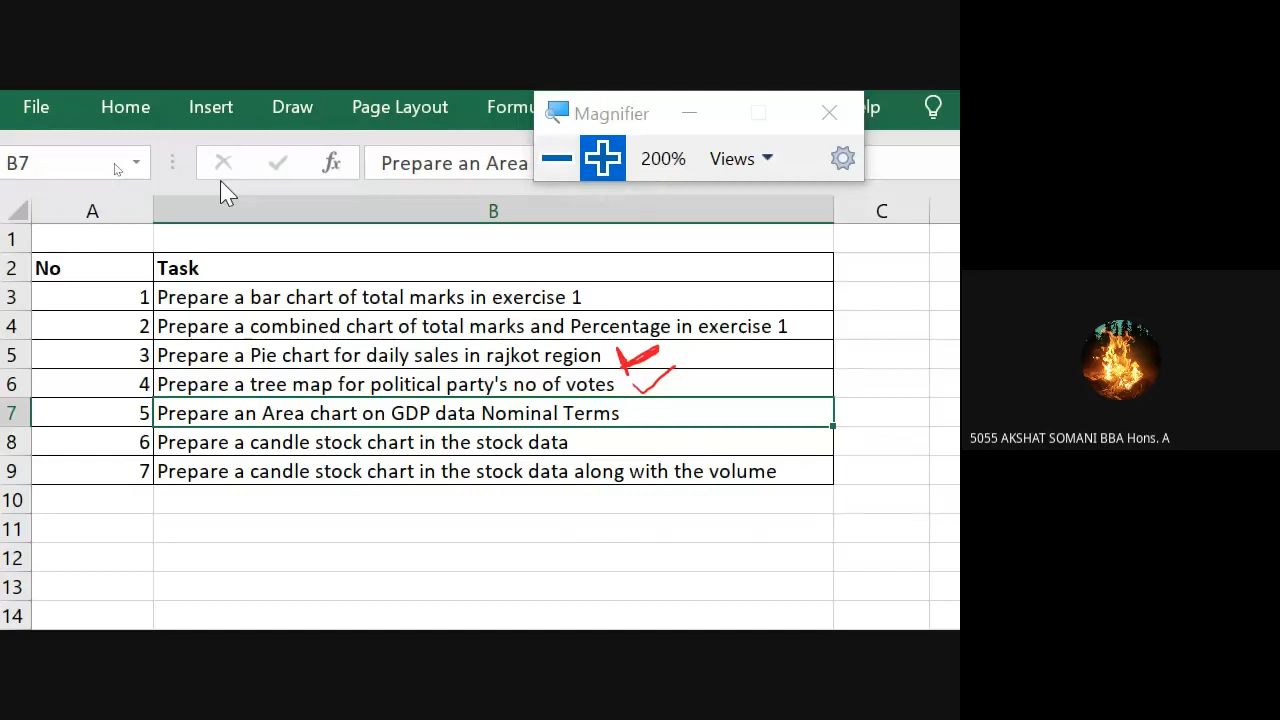 File Home Insert Draw Page Layout Formu lp
Magnifier
200% Views
B7 fx Prepare an Area
A B C
1
2 No Task
3 1 Prepare a bar chart of total marks in exercise 1
4 2 Prepare a combined chart of total marks and Percentage in exercise 1
5 3 Prepare a Pie chart for daily sales in rajkot region
6 4 Prepare a tree map for political party's no of votes
7 5 Prepare an Area chart on GDP data Nominal Terms
8 6 Prepare a candle stock chart in the stock data
9 7 Prepare a candle stock chart in the stock data along with the volume
10
11
12
13
14
5055 AKSHAT SOMANI BBA Hons. A